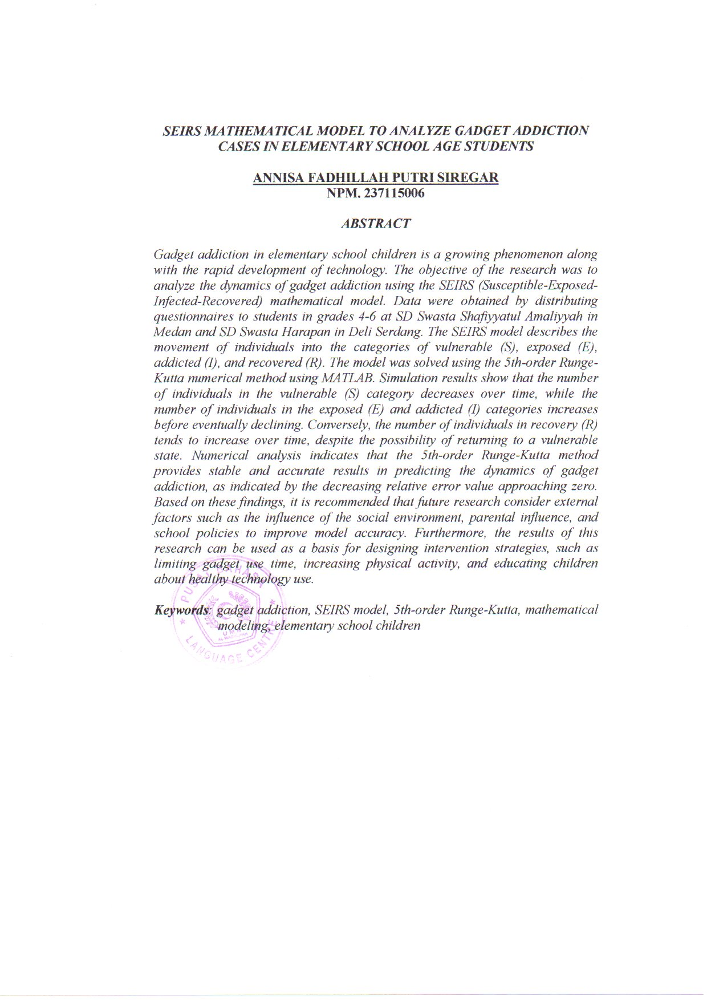 SEIRS MATHEMATICAL MODEL TO ANALYZE GADGET ADDICTION
CASES IN ELEMENTARY SCHOOL AGE STUDENTS
ANNISA FADHILLAH PUTRI SIREGAR
NPM. 237115006
ABSTRACT
Gadget addiction in elementary school children is a growing phenomenon along
with the rapid development of technology. The objective of the research was to
analyze the dynamics of gadget addiction using the SEIRS (Susceptible-Exposed-
Infected-Recovered) mathematical model. Data were obtained by distributing
questionnaires to students in grades 4-6 at SD Swasta Shafiyyatul Amaliyyah in
Medan and SD Swasta Harapan in Deli Serdang. The SEIRS model describes the
movement of individuals into the categories of vulnerable (S), exposed (E),
addicted (I), and recovered (R). The model was solved using the 5th-order Runge-
Kutta numerical method using MATLAB. Simulation results show that the number
of individuals in the vulnerable (S) category decreases over time, while the
number of individuals in the exposed (E) and addicted (I) categories increases
before eventually declining. Conversely, the number of individuals in recovery (R)
tends to increase over time, despite the possibility of returning to a vulnerable
state. Numerical analysis indicates that the 5th-order Runge-Kutta method
provides stable and accurate results in predicting the dynamics of gadget
addiction, as indicated by the decreasing relative error value approaching zero.
Based on these findings, it is recommended that future research consider external
factors such as the influence of the social environment, parental influence, and
school policies to improve model accuracy. Furthermore, the results of this
research can be used as a basis for designing intervention strategies, such as
limiting gadget use time, increasing physical activity, and educating children
about healthy technology use.
Keywords: gadget addiction, SEIRS model, 5th-order Runge-Kutta, mathematical
modeling, elementary school children
PUSAT BAHASA
UMN
AL WASHLIYAH
LANGUAGE CENTRE